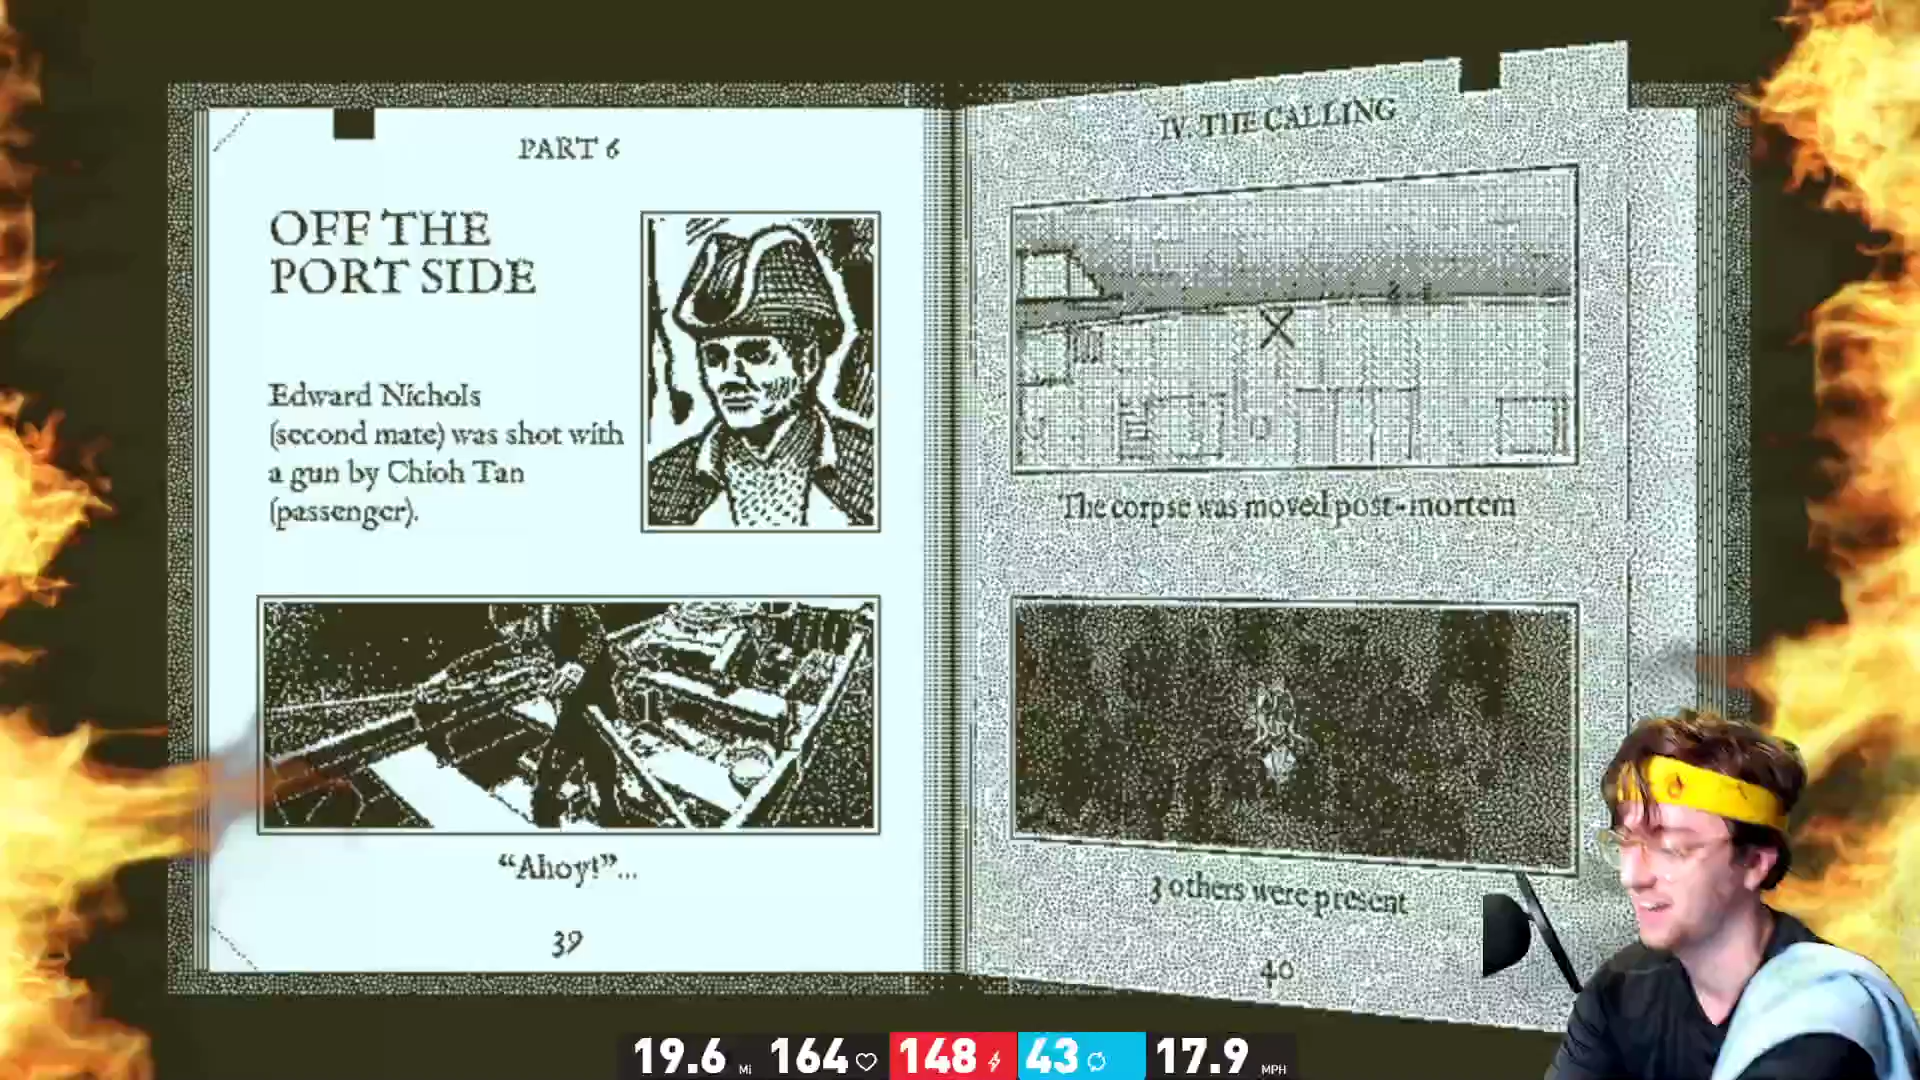 PART 6
OFF THE
PORT SIDE
Edward Nichols
(second mate) was shot with
a gun by Chioh Tan
(passenger).
"Ahoy!"...
39
IV. THE CALLING
The corpse was moved post-mortem
3 others were present
40
19.6 Mi 164 148 43 17.9 MPH